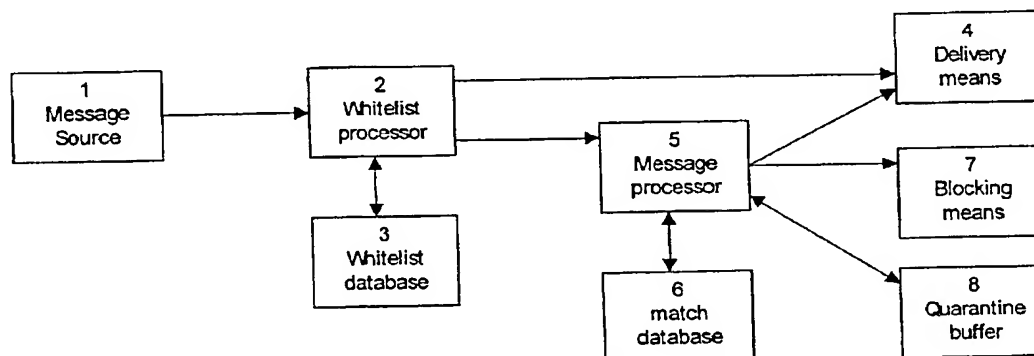 1
Message
Source
2
Whitelist
processor
3
Whitelist
database
4
Delivery
means
5
Message
processor
6
match
database
7
Blocking
means
8
Quarantine
buffer